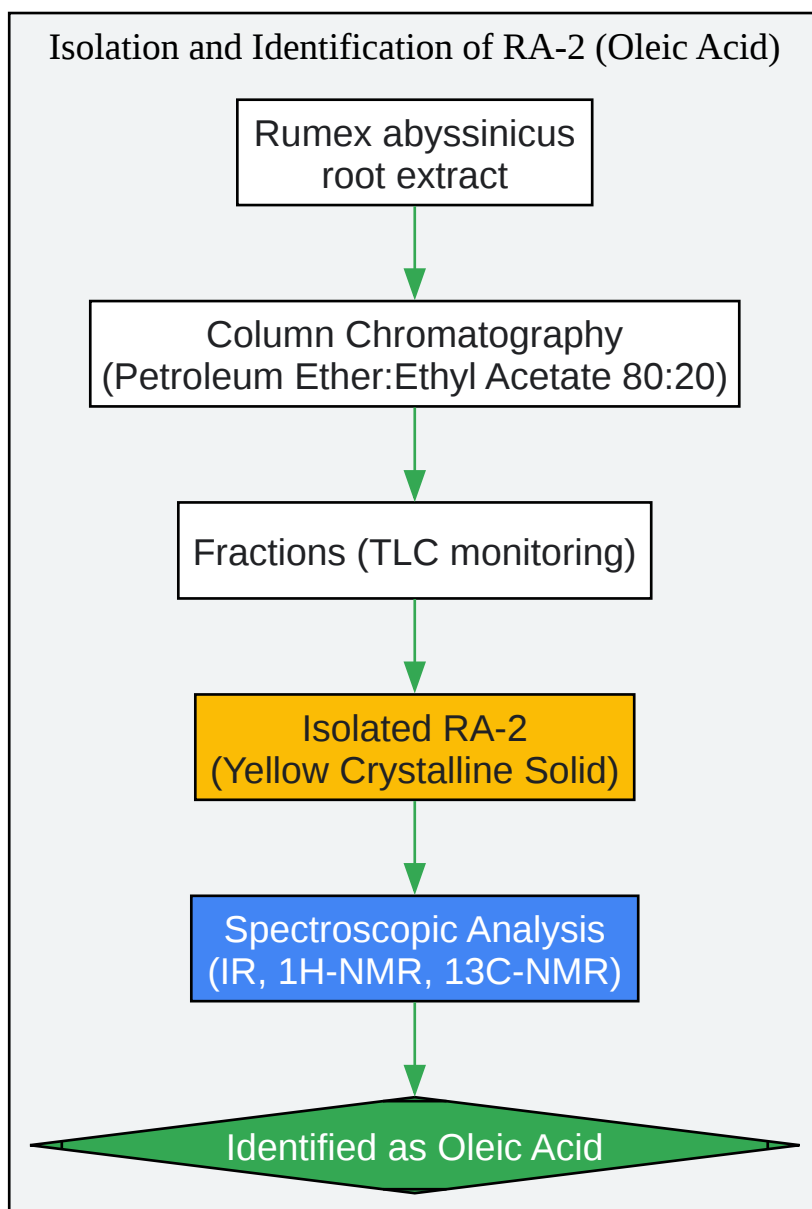 Isolation and Identification of RA-2 (Oleic Acid)
Rumex abyssinicus
root extract
Column Chromatography
(Petroleum Ether:Ethyl Acetate 80:20)
Fractions (TLC monitoring)
Isolated RA-2
(Yellow Crystalline Solid)
Spectroscopic Analysis
(IR, 1H-NMR, 13C-NMR)
Identified as Oleic Acid